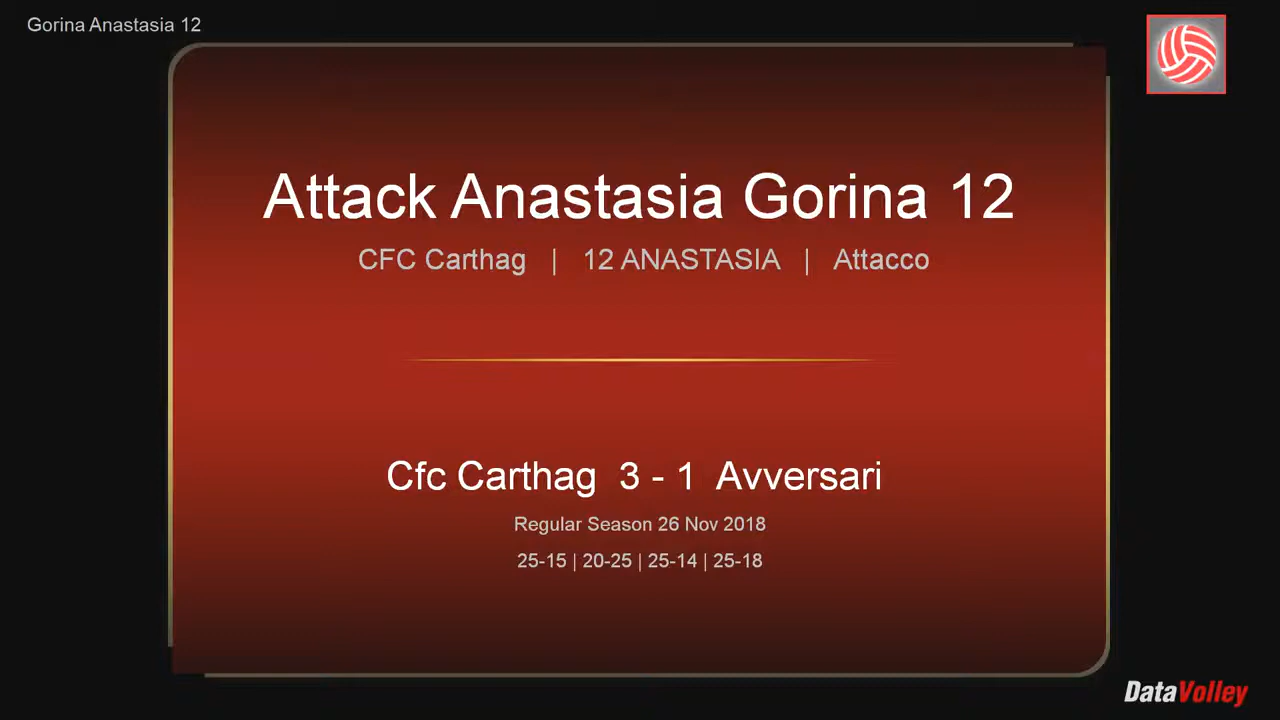 Gorina Anastasia 12
Attack Anastasia Gorina 12
CFC Carthag | 12 ANASTASIA | Attacco
Cfc Carthag 3 - 1 Avversari
Regular Season 26 Nov 2018
25-15 | 20-25 | 25-14 | 25-18
DataVolley